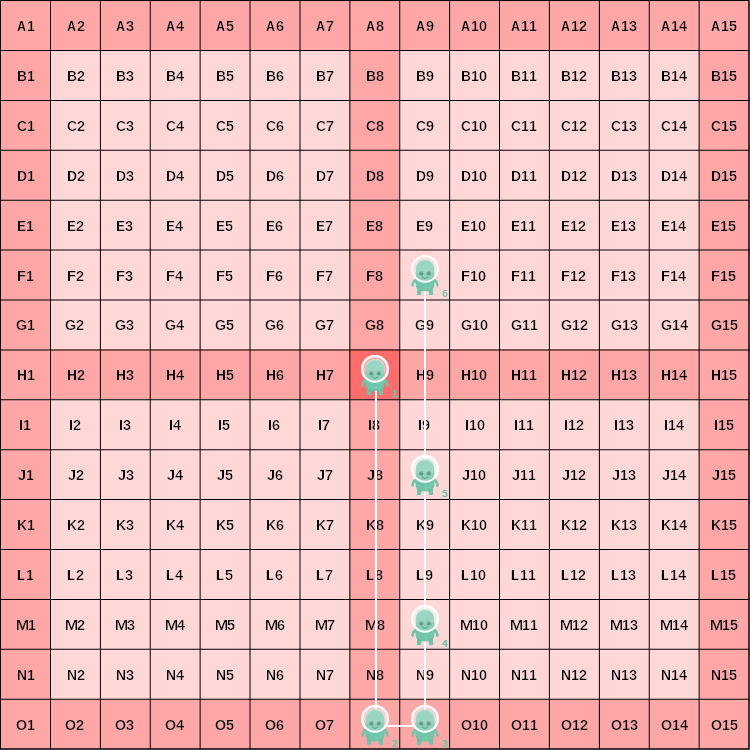 A1 A2 A3 A4 A5 A6 A7 A8 A9 A10 A11 A12 A13 A14 A15
B1 B2 B3 B4 B5 B6 B7 B8 B9 B10 B11 B12 B13 B14 B15
C1 C2 C3 C4 C5 C6 C7 C8 C9 C10 C11 C12 C13 C14 C15
D1 D2 D3 D4 D5 D6 D7 D8 D9 D10 D11 D12 D13 D14 D15
E1 E2 E3 E4 E5 E6 E7 E8 E9 E10 E11 E12 E13 E14 E15
F1 F2 F3 F4 F5 F6 F7 F8 6 F10 F11 F12 F13 F14 F15
G1 G2 G3 G4 G5 G6 G7 G8 G9 G10 G11 G12 G13 G14 G15
H1 H2 H3 H4 H5 H6 H7 1 H9 H10 H11 H12 H13 H14 H15
I1 I2 I3 I4 I5 I6 I7 I8 I9 I10 I11 I12 I13 I14 I15
J1 J2 J3 J4 J5 J6 J7 J8 5 J10 J11 J12 J13 J14 J15
K1 K2 K3 K4 K5 K6 K7 K8 K9 K10 K11 K12 K13 K14 K15
L1 L2 L3 L4 L5 L6 L7 L8 L9 L10 L11 L12 L13 L14 L15
M1 M2 M3 M4 M5 M6 M7 M8 4 M10 M11 M12 M13 M14 M15
N1 N2 N3 N4 N5 N6 N7 N8 N9 N10 N11 N12 N13 N14 N15
O1 O2 O3 O4 O5 O6 O7 2 3 O10 O11 O12 O13 O14 O15